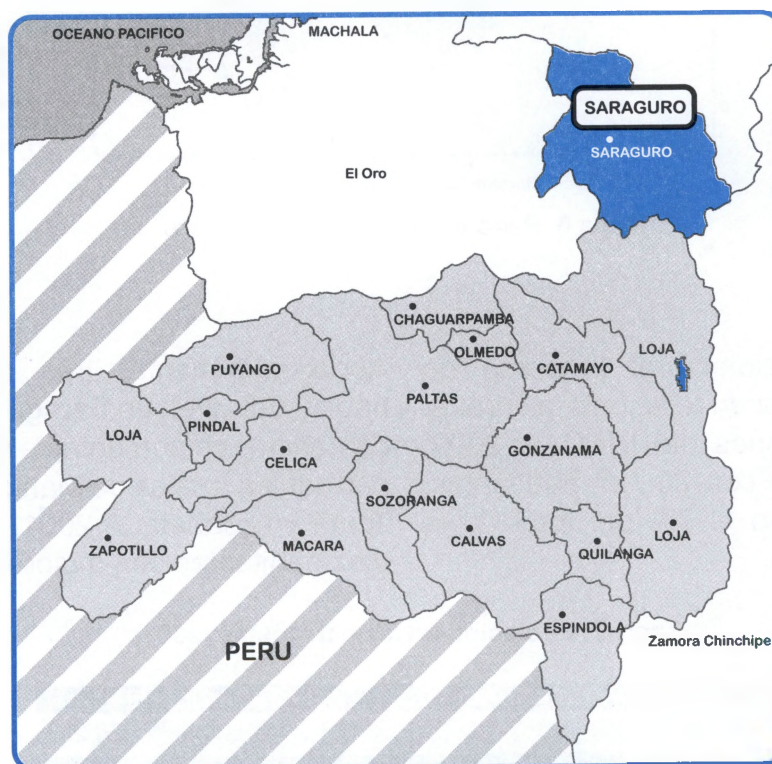 OCEANO PACIFICO
MACHALA
SARAGURO
SARAGURO
El Oro
CHAGUARPAMBA
OLMEDO
LOJA
PUYANGO
CATAMAYO
PALTAS
PINDAL
LOJA
GONZANAMA
CELICA
SOZORANGA
CALVAS
LOJA
MACARA
ZAPOTILLO
QUILANGA
ESPINDOLA
Zamora Chinchipe
PERU